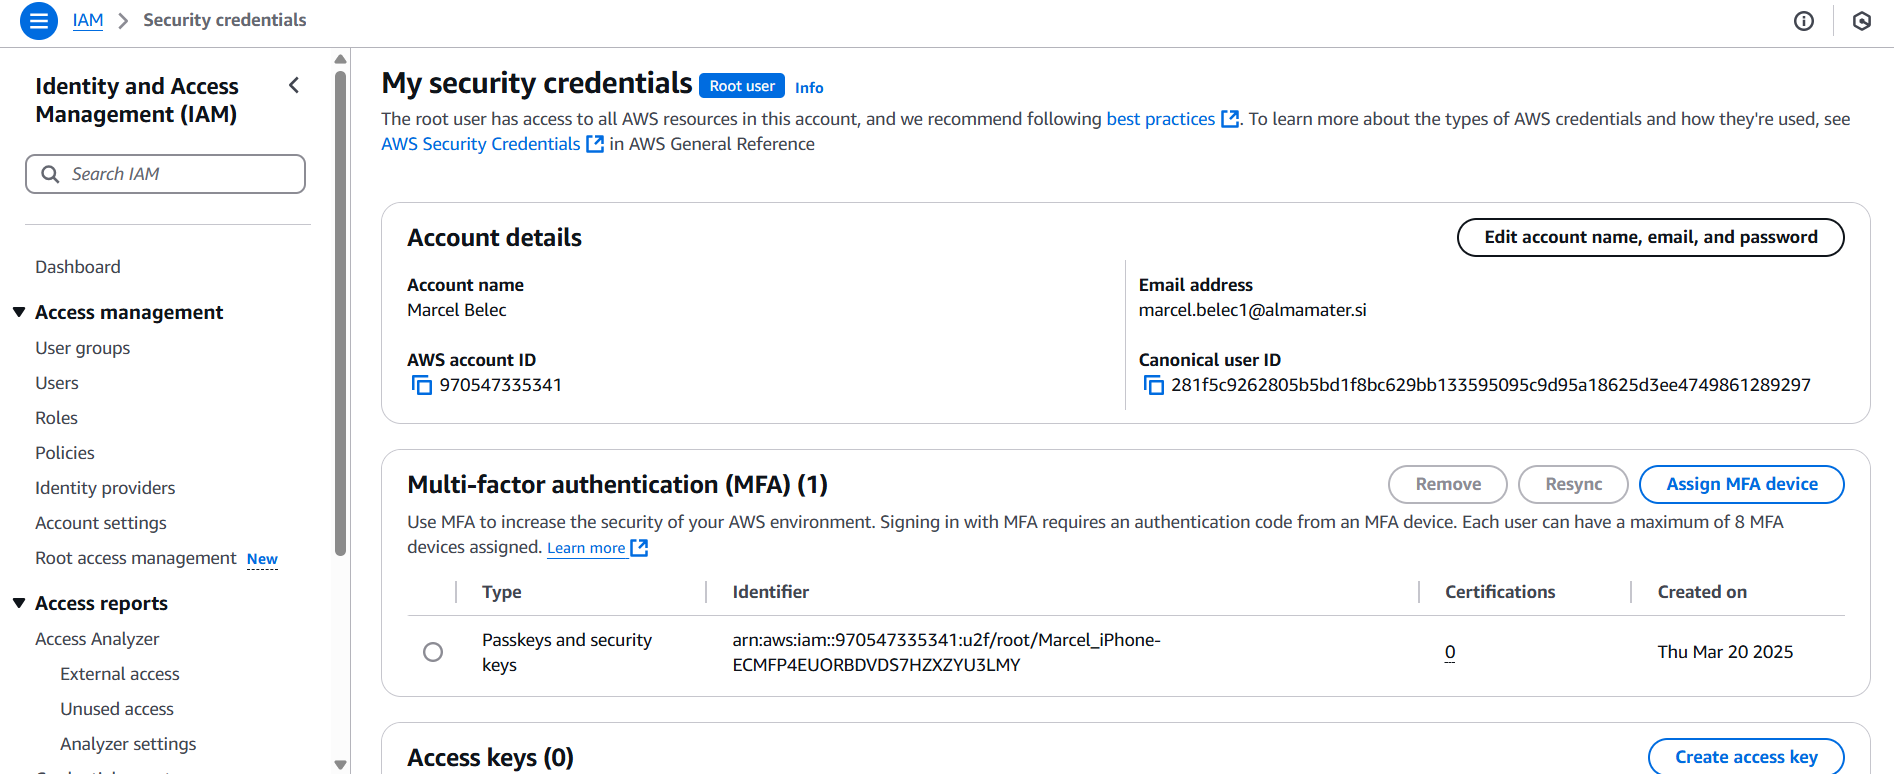 IAM > Security credentials
Identity and Access
Management (IAM)
Search IAM
Dashboard
Access management
User groups
Users
Roles
Policies
Identity providers
Account settings
Root access management New
Access reports
Access Analyzer
External access
Unused access
Analyzer settings
My security credentials Root user Info
The root user has access to all AWS resources in this account, and we recommend following best practices. To learn more about the types of AWS credentials and how they're used, see
AWS Security Credentials in AWS General Reference
Account details
Edit account name, email, and password
Account name
Marcel Belec
Email address
marcel.belec1@almamater.si
AWS account ID
970547335341
Canonical user ID
281f5c9262805b5bd1f8bc629bb133595095c9d95a18625d3ee4749861289297
Multi-factor authentication (MFA) (1)
Remove
Resync
Assign MFA device
Use MFA to increase the security of your AWS environment. Signing in with MFA requires an authentication code from an MFA device. Each user can have a maximum of 8 MFA
devices assigned. Learn more
Type
Identifier
Certifications
Created on
Passkeys and security
keys
arn:aws:iam::970547335341:u2f/root/Marcel_iPhone-
ECMFP4EUORBDVDS7HZXZYU3LMY
0
Thu Mar 20 2025
Access keys (0)
Create access key